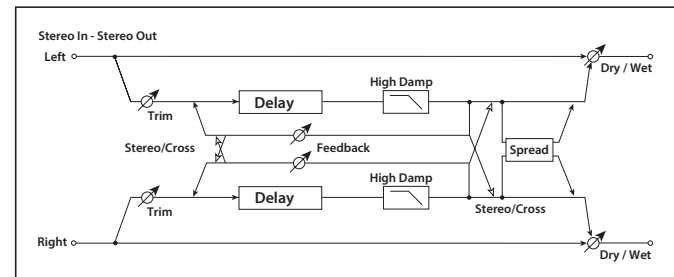 Stereo In - Stereo Out
Left
Dry / Wet
High Damp
Delay
Trim
Stereo/Cross
Feedback
Spread
High Damp
Delay
Trim
Stereo/Cross
Right
Dry / Wet